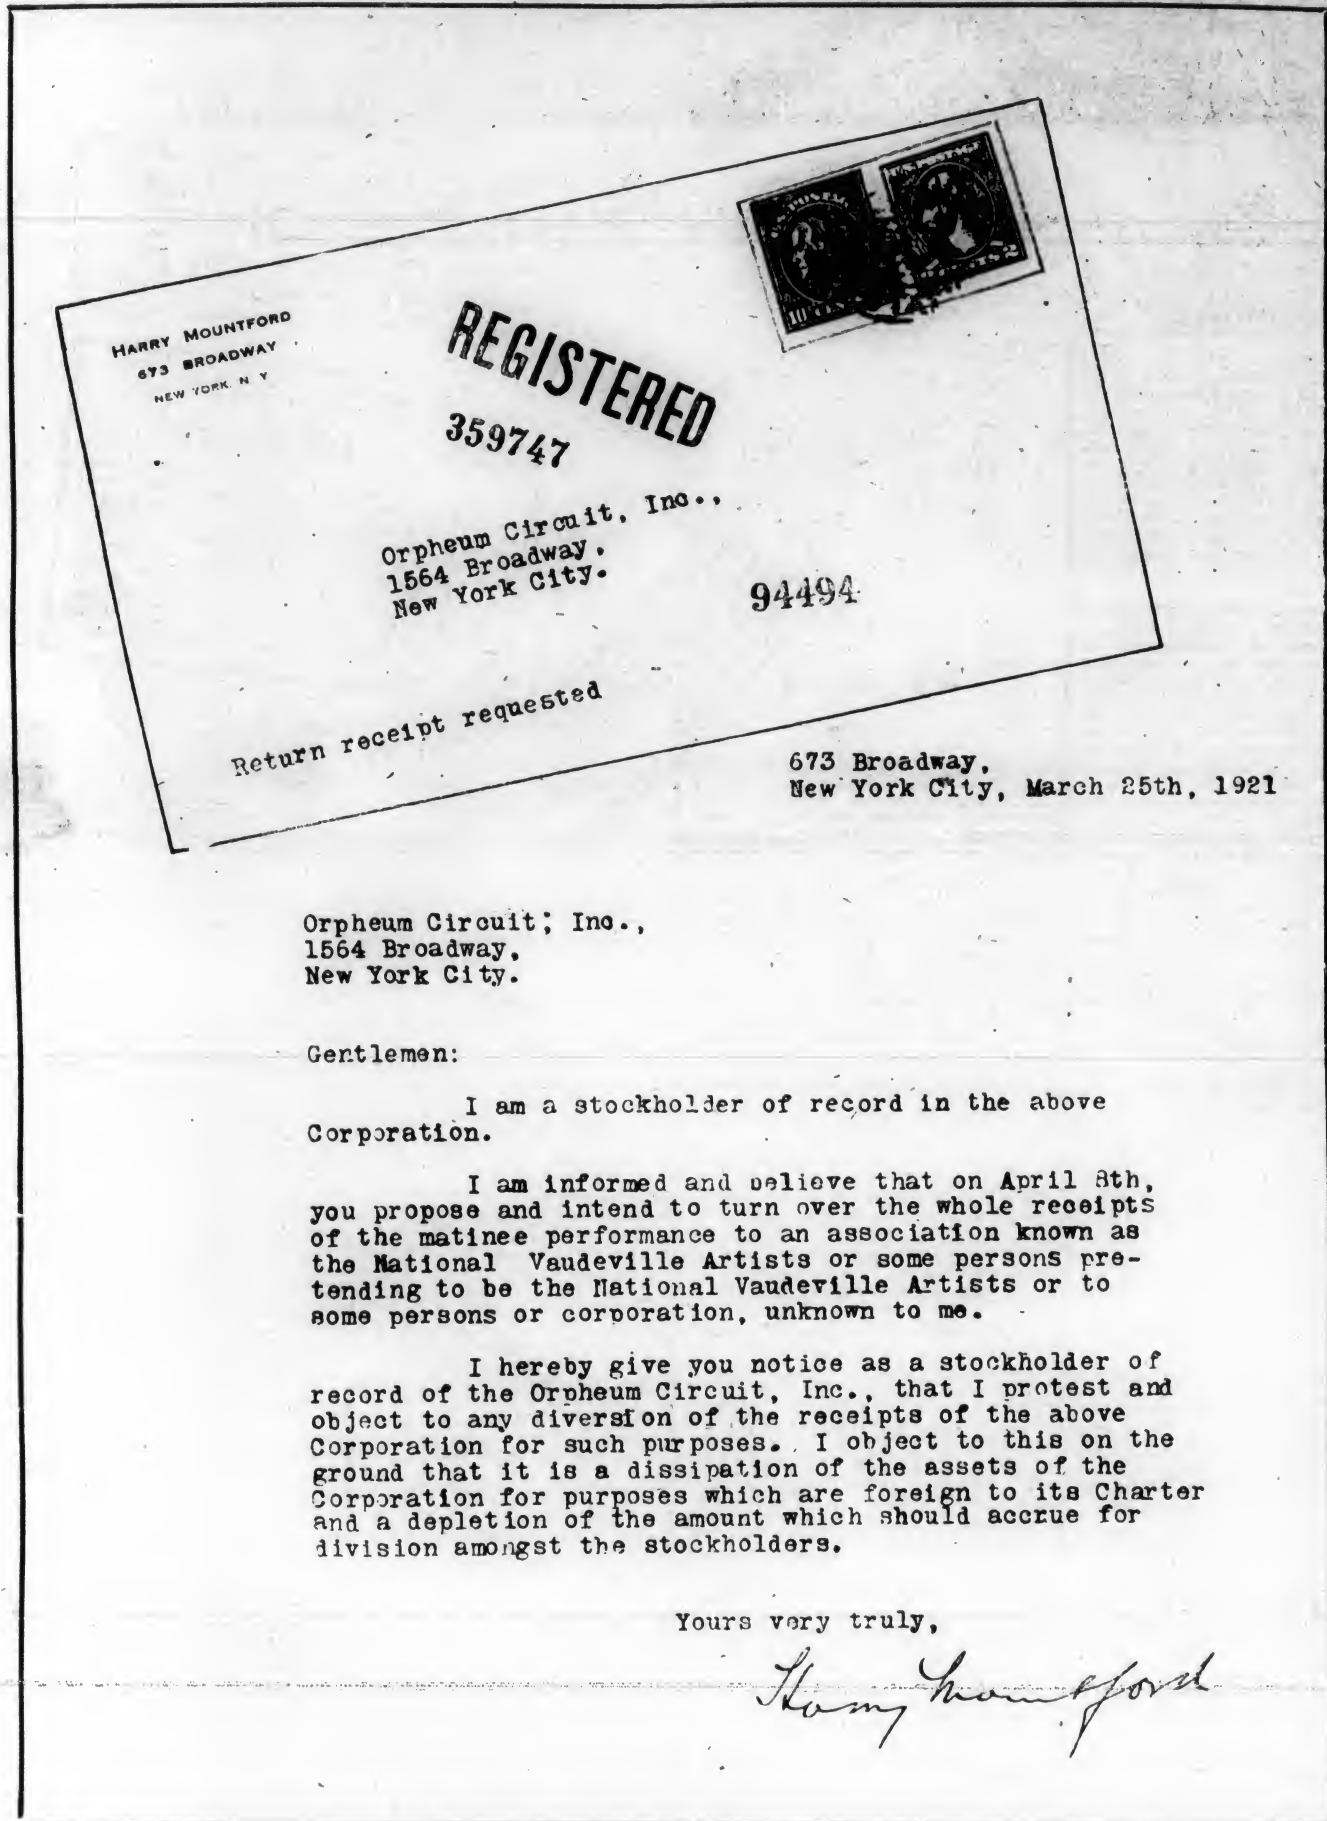 HARRY MOUNTFORD
673 BROADWAY
NEW YORK, N. Y.
U.S. POSTAGE
U.S. POSTAGE
REGISTERED
359747
Orpheum Circuit, Inc.,
1564 Broadway,
New York City.
94494
Return receipt requested
673 Broadway,
New York City, March 25th, 1921
Orpheum Circuit; Inc.,
1564 Broadway,
New York City.
Gentlemen:
I am a stockholder of record in the above
Corporation.
I am informed and believe that on April 8th,
you propose and intend to turn over the whole receipts
of the matinee performance to an association known as
the National Vaudeville Artists or some persons pre-
tending to be the National Vaudeville Artists or to
some persons or corporation, unknown to me.
I hereby give you notice as a stockholder of
record of the Orpheum Circuit, Inc., that I protest and
object to any diversion of the receipts of the above
Corporation for such purposes. I object to this on the
ground that it is a dissipation of the assets of the
Corporation for purposes which are foreign to its Charter
and a depletion of the amount which should accrue for
division amongst the stockholders.
Yours very truly,
Harry Mountford